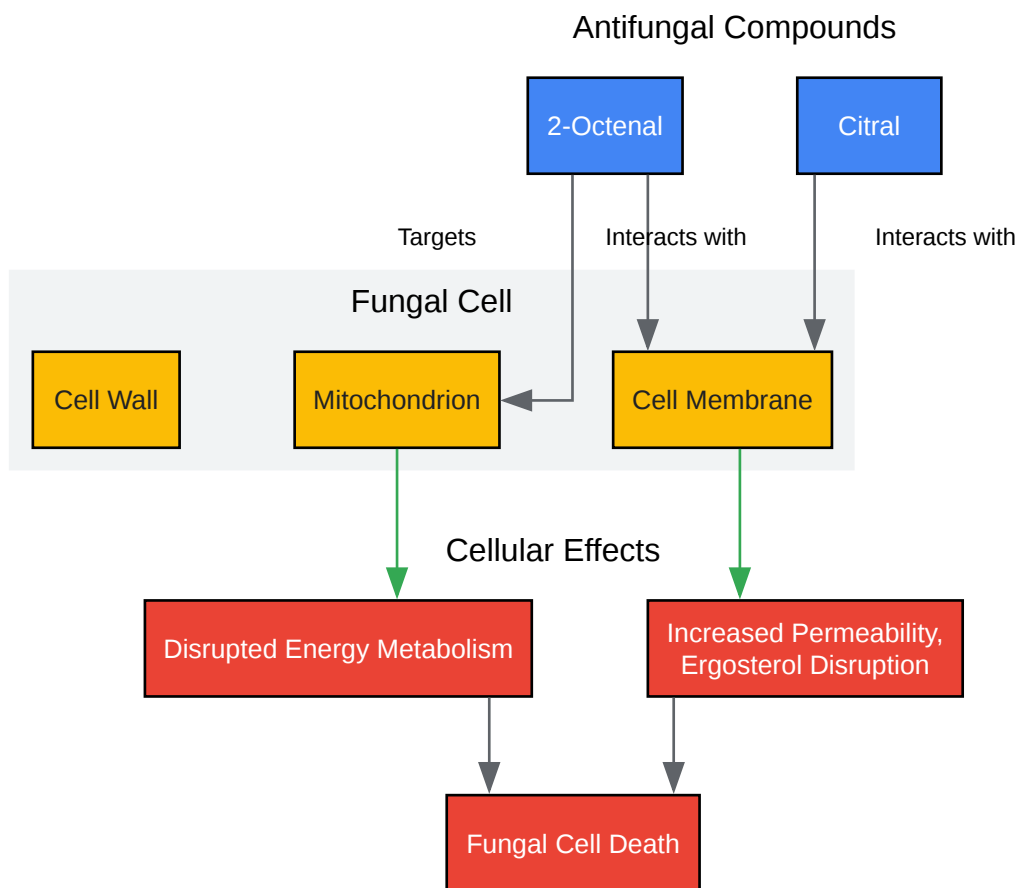 Antifungal Compounds
2-Octenal
Citral
Targets
Interacts with
Interacts with
Fungal Cell
Cell Wall
Mitochondrion
Cell Membrane
Cellular Effects
Disrupted Energy Metabolism
Increased Permeability,
Ergosterol Disruption
Fungal Cell Death